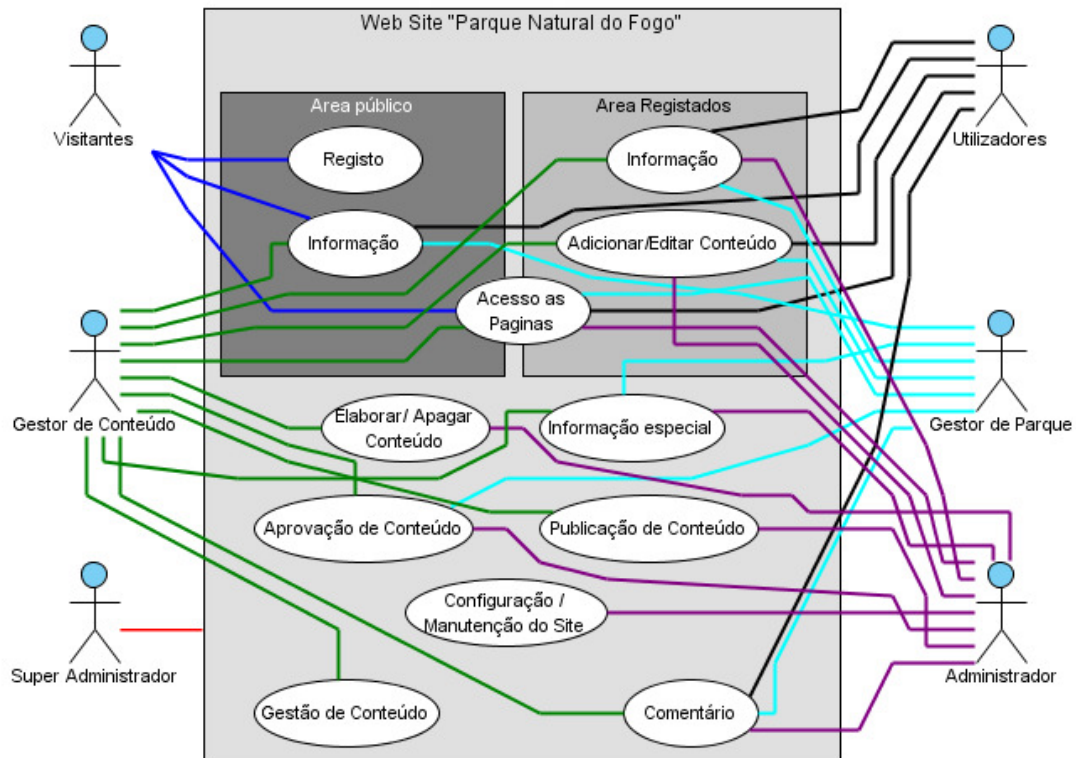 Web Site "Parque Natural do Fogo"
Visitantes
Utilizadores
Area público
Area Registados
Registo
Informação
Informação
Adicionar/Editar Conteúdo
Acesso as
Paginas
Gestor de Conteúdo
Gestor de Parque
Elaborar/ Apagar
Conteúdo
Informação especial
Aprovação de Conteúdo
Publicação de Conteúdo
Configuração /
Manutenção do Site
Super Administrador
Administrador
Gestão de Conteúdo
Comentário